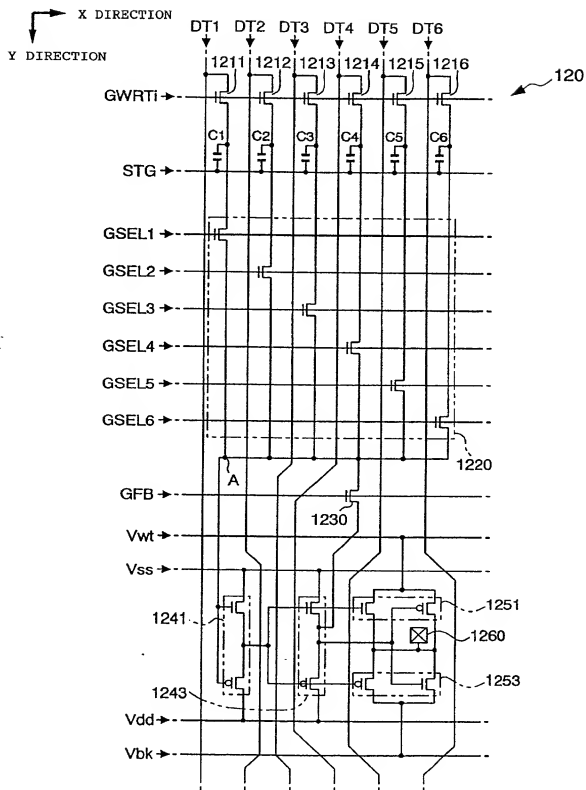 X DIRECTION
Y DIRECTION
DT1 DT2 DT3 DT4 DT5 DT6
1211 1212 1213 1214 1215 1216
120
GWRTi
C1 C2 C3 C4 C5 C6
STG
GSEL1
GSEL2
GSEL3
GSEL4
GSEL5
GSEL6
1220
A
GFB
1230
Vwt
Vss
1241
1251
1260
1243
1253
Vdd
Vbk